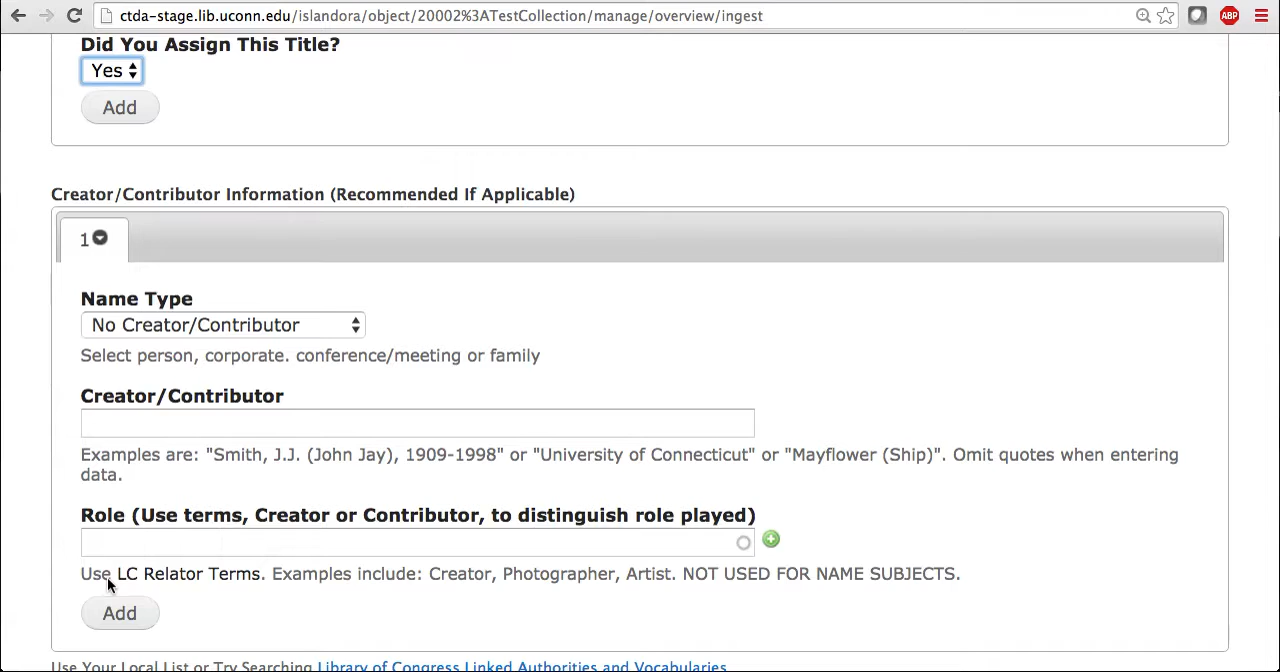 ctda-stage.lib.uconn.edu/islandora/object/20002%3ATestCollection/manage/overview/ingest
ABP
Did You Assign This Title?
Yes
Add
Creator/Contributor Information (Recommended If Applicable)
1
Name Type
No Creator/Contributor
Select person, corporate. conference/meeting or family
Creator/Contributor
Examples are: "Smith, J.J. (John Jay), 1909-1998" or "University of Connecticut" or "Mayflower (Ship)". Omit quotes when entering
data.
Role (Use terms, Creator or Contributor, to distinguish role played)
Use LC Relator Terms. Examples include: Creator, Photographer, Artist. NOT USED FOR NAME SUBJECTS.
Add
Use Your Local List or Try Searching Library of Congress Linked Authorities and Vocabularies